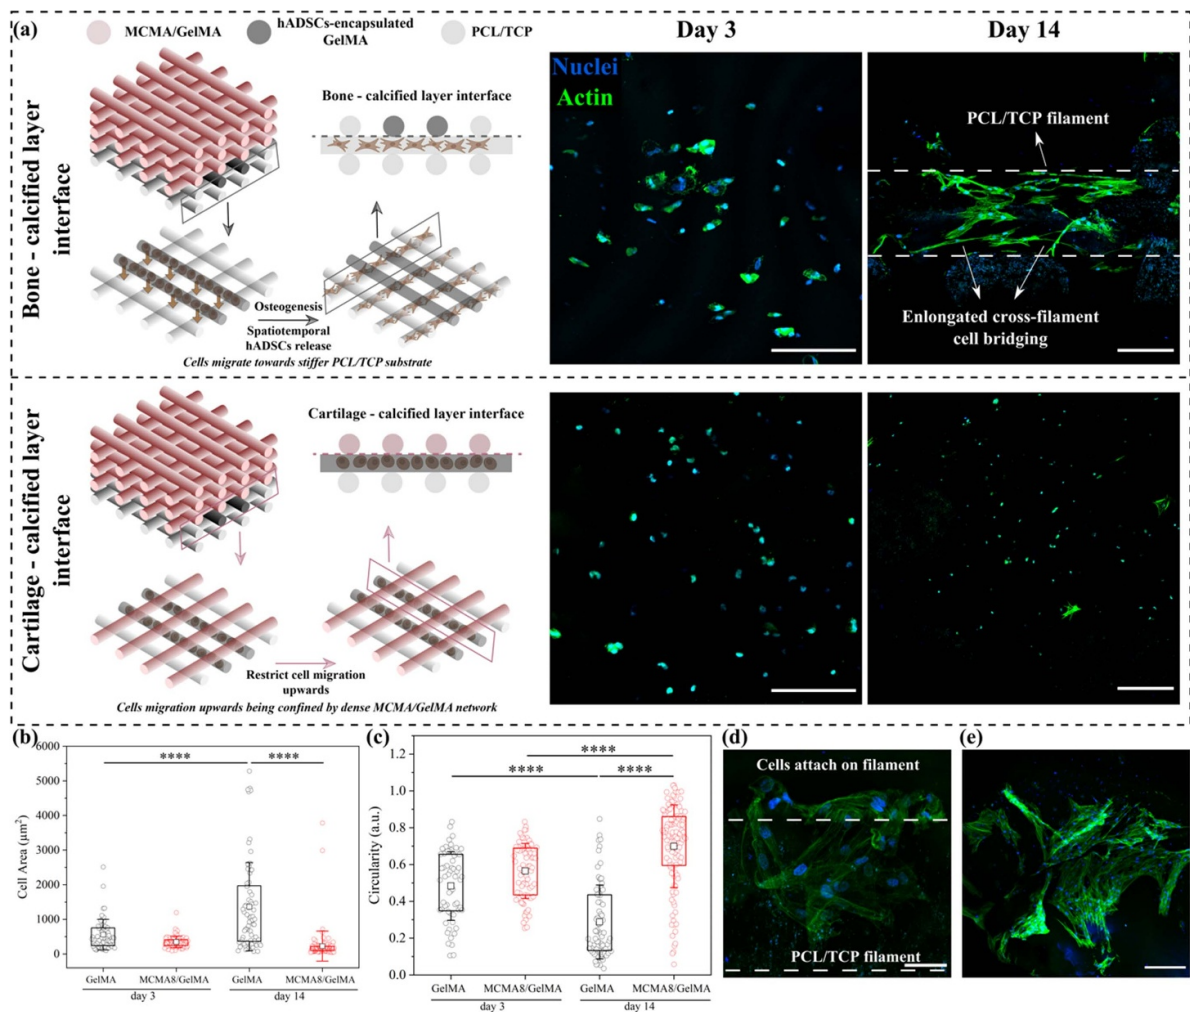 (a)
MCMA/GelMA
hADSCs-encapsulated
GelMA
PCL/TCP
Day 3
Day 14
Bone - calcified layer
interface
Bone - calcified layer interface
Osteogenesis
Spatiotemporal
hADSCs release
Cells migrate towards stiffer PCL/TCP substrate
Nuclei
Actin
PCL/TCP filament
Enlongated cross-filament
cell bridging
Cartilage - calcified layer
interface
Cartilage - calcified layer interface
Restrict cell migration
upwards
Cells migration upwards being confined by dense MCMA/GelMA network
(b)
Cell Area (µm²)
6000
5000
4000
3000
2000
1000
0
****
****
GelMA
MCMA8/GelMA
GelMA
MCMA8/GelMA
day 3
day 14
(c)
Circularity (a.u.)
1.2
1.0
0.8
0.6
0.4
0.2
0.0
****
****
****
GelMA
MCMA8/GelMA
GelMA
MCMA8/GelMA
day 3
day 14
(d)
Cells attach on filament
PCL/TCP filament
(e)